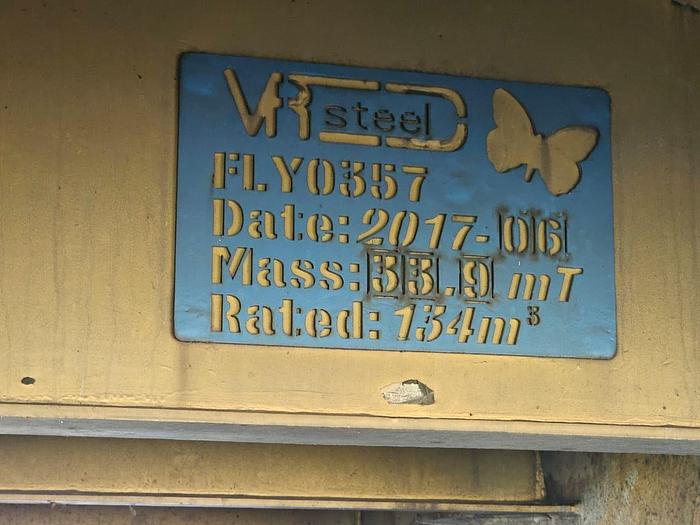 VR steel
FLY0357
Date: 2017-06
Mass: 33.9 mT
Rated: 134m³